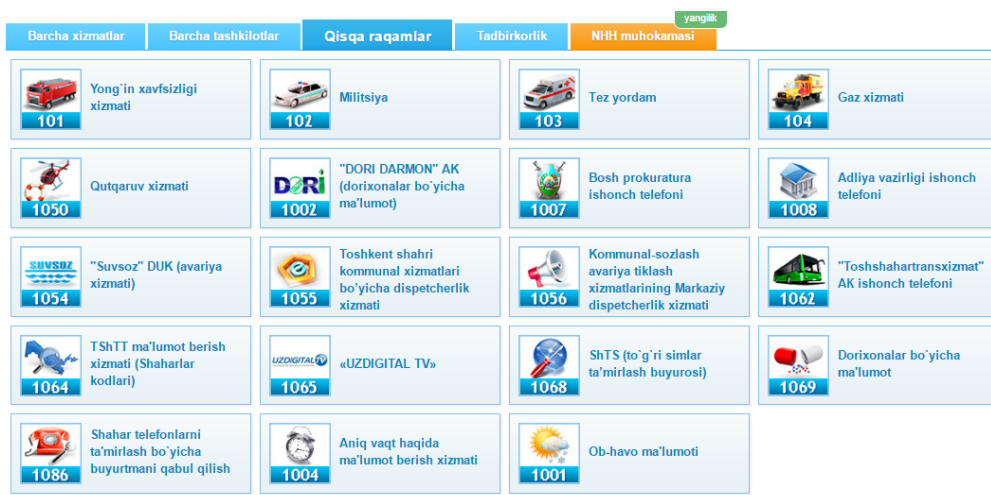 yangilik
Barcha xizmatlar
Barcha tashkilotlar
Qisqa raqamlar
Tadbirkorlik
NHH muhokamasi
101
Yong`in xavfsizligi
xizmati
102
Militsiya
103
Tez yordam
104
Gaz xizmati
1050
Qutqaruv xizmati
DORI
1002
"DORI DARMON" AK
(dorixonalar bo`yicha
ma'lumot)
1007
Bosh prokuratura
ishonch telefoni
1008
Adliya vazirligi ishonch
telefoni
SUVSOZ
1054
"Suvsoz" DUK (avariya
xizmati)
1055
Toshkent shahri
kommunal xizmatlari
bo'yicha dispetcherlik
xizmati
1056
Kommunal-sozlash
avariya tiklash
xizmatlarining Markaziy
dispetcherlik xizmati
1062
"Toshshahartransxizmat"
AK ishonch telefoni
1064
TShTT ma'lumot berish
xizmati (Shaharlar
kodlari)
UZDIGITAL TV
1065
«UZDIGITAL TV»
1068
ShTS (to`g`ri simlar
ta'mirlash buyurosi)
1069
Dorixonalar bo`yicha
ma'lumot
1086
Shahar telefonlarni
ta'mirlash bo`yicha
buyurtmani qabul qilish
1004
Aniq vaqt haqida
ma'lumot berish xizmati
1001
Ob-havo ma'lumoti